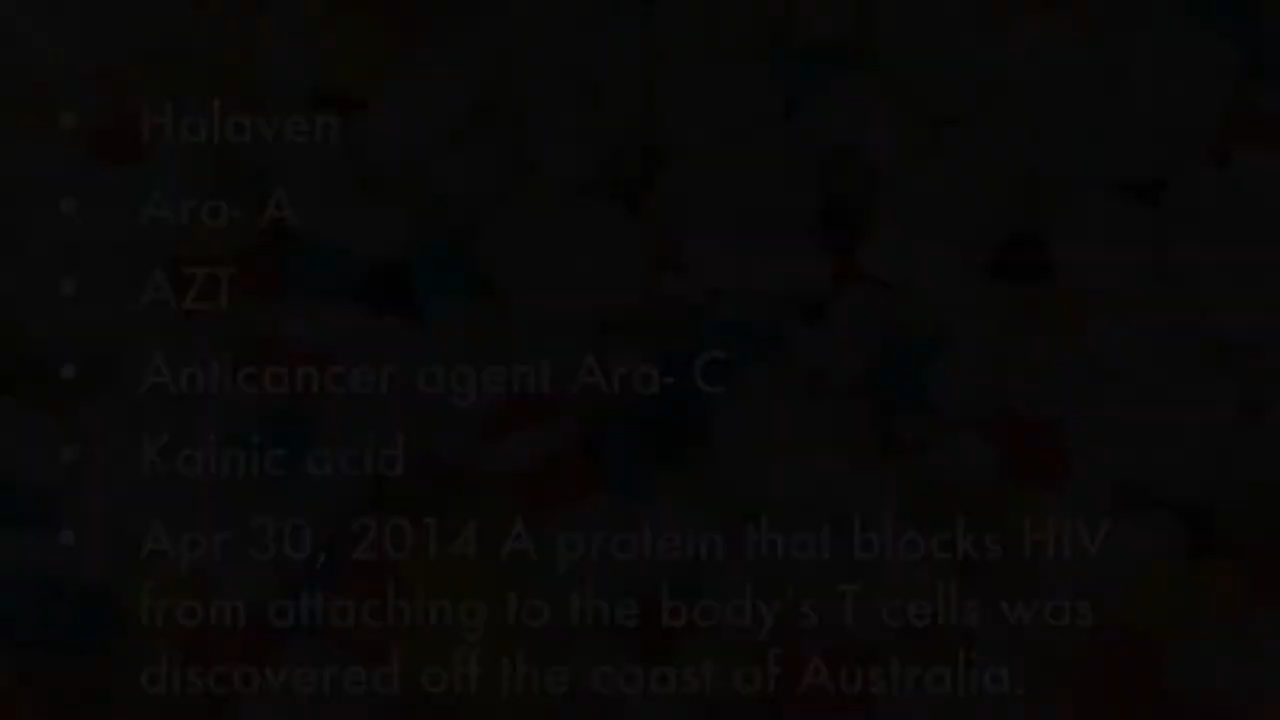 • Halaven
• Ara- A
• AZT
• Anticancer agent Ara- C
• Kainic acid
• Apr 30, 2014 A protein that blocks HIV
from attaching to the body's T cells was
discovered off the coast of Australia.